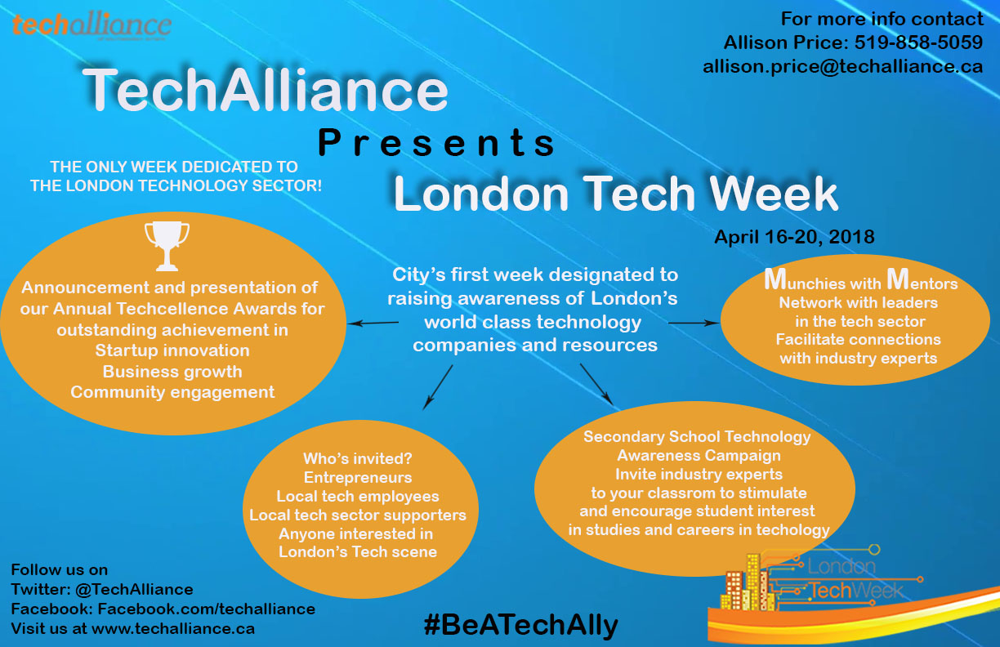 techalliance
For more info contact
Allison Price: 519-858-5059
allison.price@techalliance.ca
TechAlliance
Presents
London Tech Week
April 16-20, 2018
THE ONLY WEEK DEDICATED TO
THE LONDON TECHNOLOGY SECTOR!
Announcement and presentation of
our Annual Techcellence Awards for
outstanding achievement in
Startup innovation
Business growth
Community engagement
City's first week designated to
raising awareness of London's
world class technology
companies and resources
Munchies with Mentors
Network with leaders
in the tech sector
Facilitate connections
with industry experts
Who's invited?
Entrepreneurs
Local tech employees
Local tech sector supporters
Anyone interested in
London's Tech scene
Secondary School Technology
Awareness Campaign
Invite industry experts
to your classrom to stimulate
and encourage student interest
in studies and careers in techology
Follow us on
Twitter: @TechAlliance
Facebook: Facebook.com/techalliance
Visit us at www.techalliance.ca
#BeATechAlly
London
TechWeek